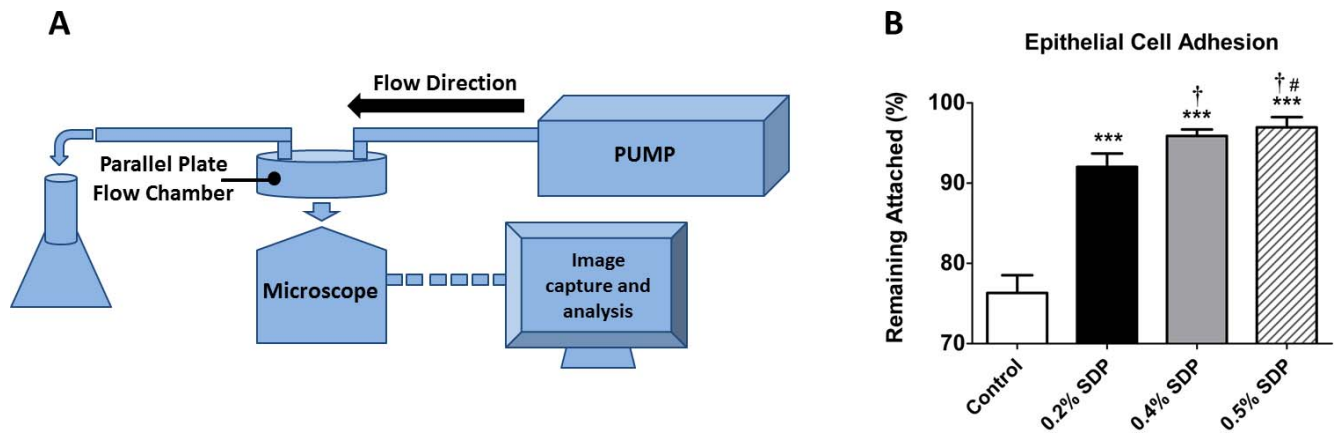 A
Flow Direction
PUMP
Parallel Plate
Flow Chamber
Microscope
Image
capture and
analysis
B
Epithelial Cell Adhesion
Remaining Attached (%)
100
90
80
70
***
†
***
† #
***
Control
0.2% SDP
0.4% SDP
0.5% SDP